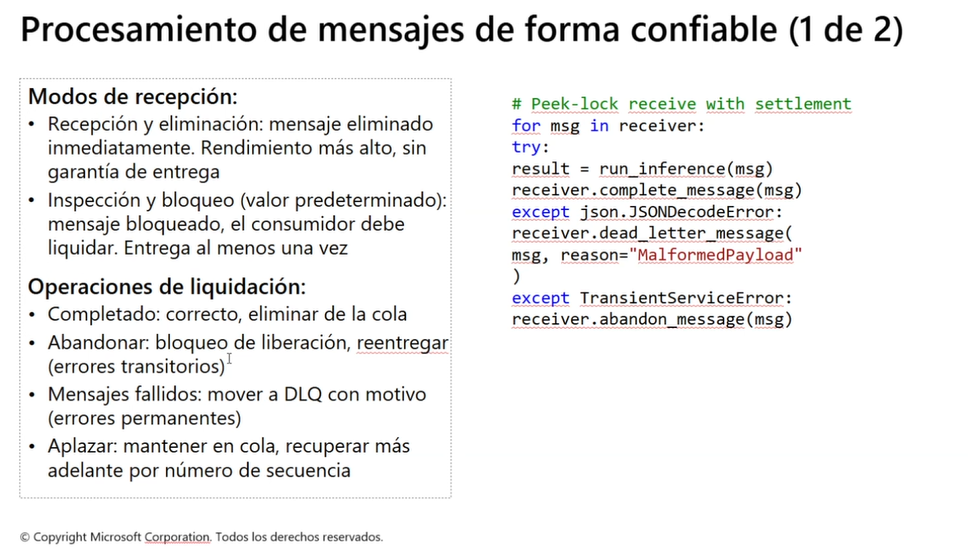 Procesamiento de mensajes de forma confiable (1 de 2)
Modos de recepción:
• Recepción y eliminación: mensaje eliminado
inmediatamente. Rendimiento más alto, sin
garantía de entrega
• Inspección y bloqueo (valor predeterminado):
mensaje bloqueado, el consumidor debe
liquidar. Entrega al menos una vez
Operaciones de liquidación:
• Completado: correcto, eliminar de la cola
• Abandonar: bloqueo de liberación, reentregar
(errores transitorios)
• Mensajes fallidos: mover a DLQ con motivo
(errores permanentes)
• Aplazar: mantener en cola, recuperar más
adelante por número de secuencia
# Peek-lock receive with settlement
for msg in receiver:
try:
result = run_inference(msg)
receiver.complete_message(msg)
except json.JSONDecodeError:
receiver.dead_letter_message(
msg, reason="MalformedPayload"
)
except TransientServiceError:
receiver.abandon_message(msg)
© Copyright Microsoft Corporation. Todos los derechos reservados.